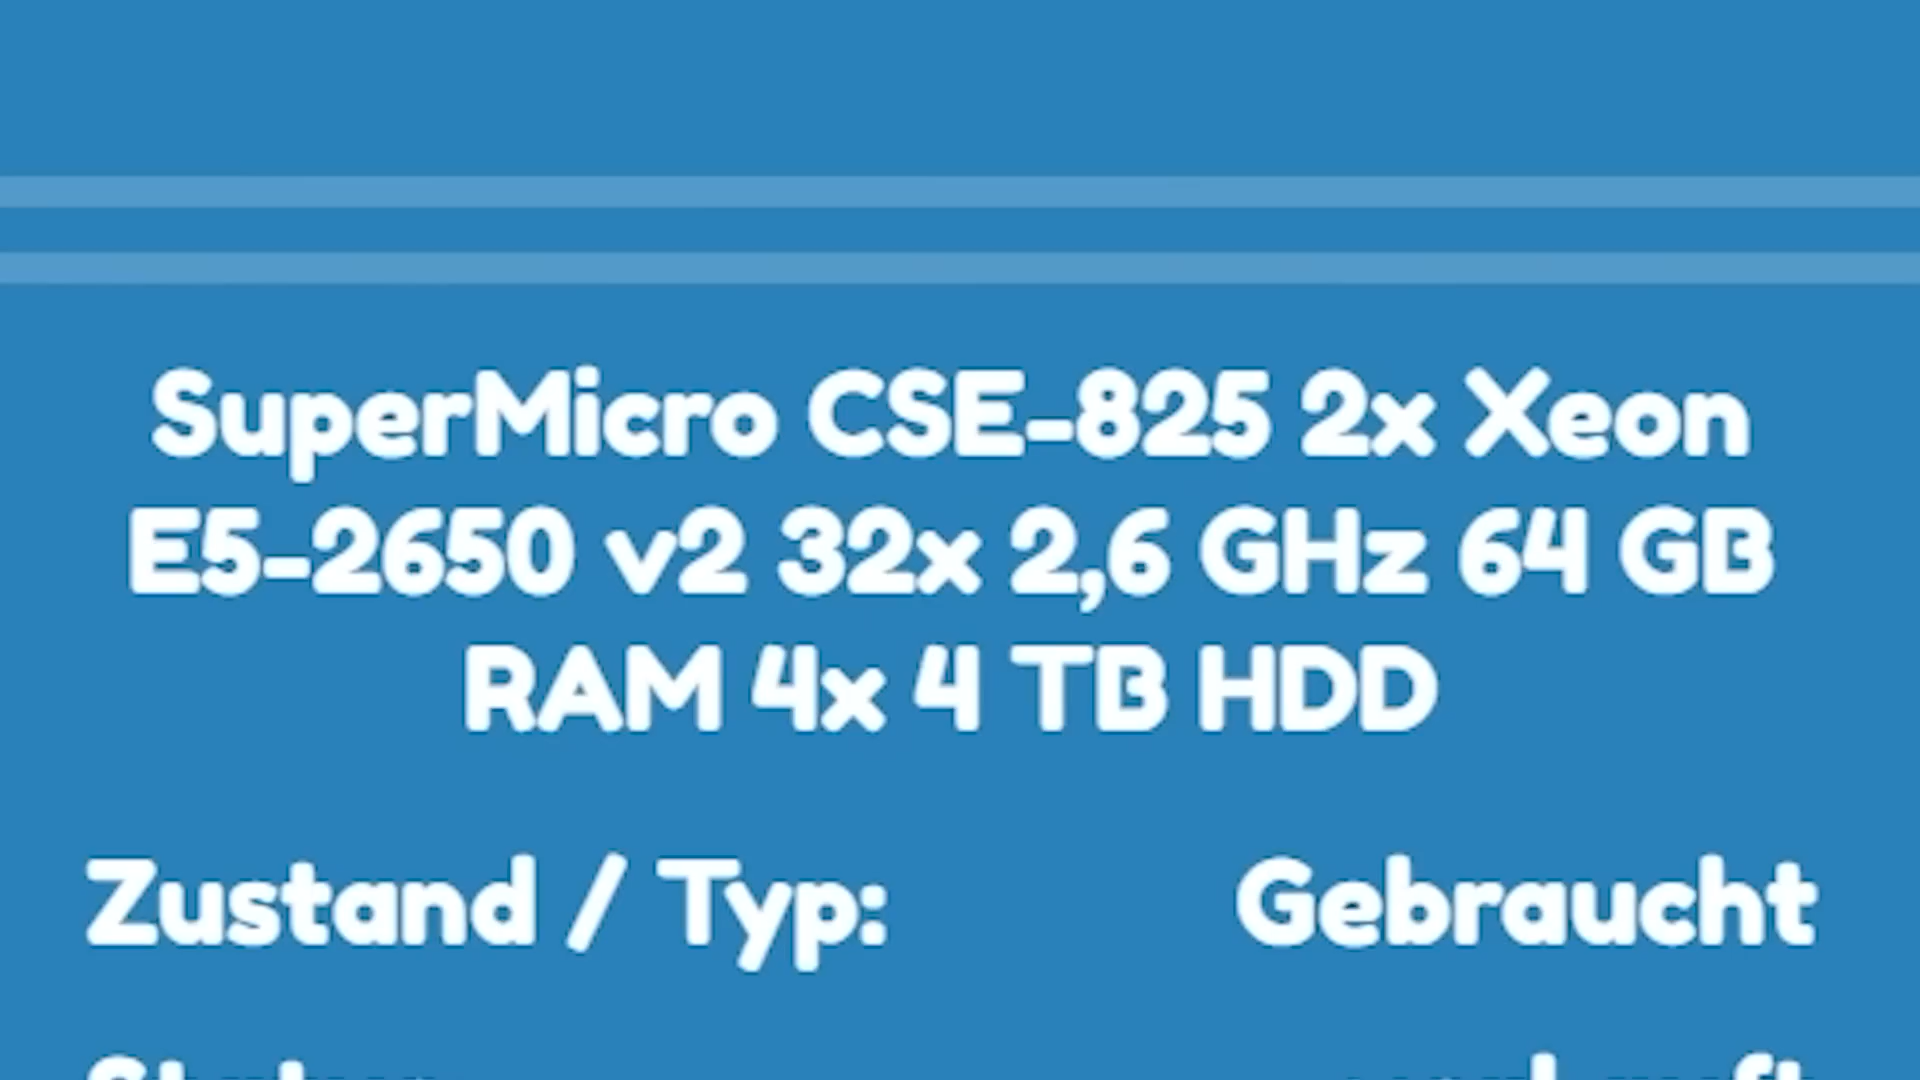 SuperMicro CSE-825 2x Xeon
E5-2650 v2 32x 2,6 GHz 64 GB
RAM 4x 4 TB HDD
Zustand / Typ: Gebraucht